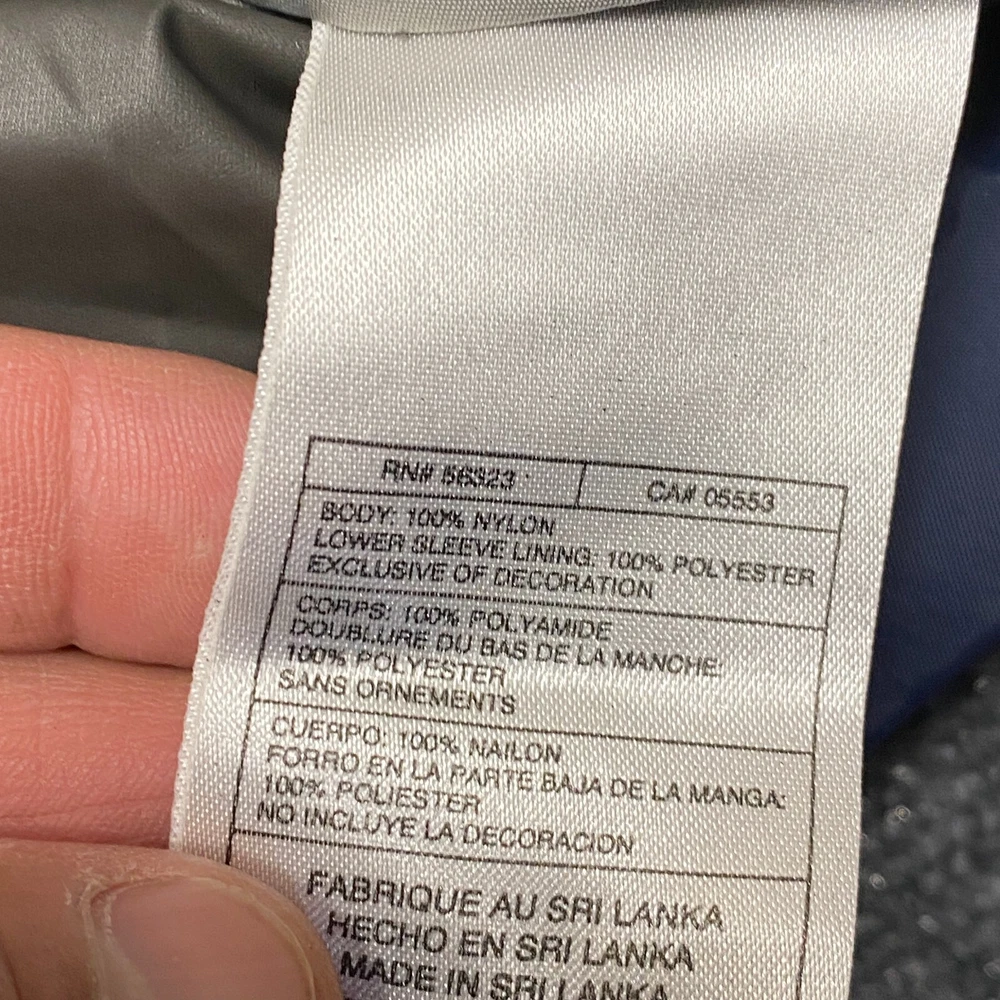 RN# 56323
CA# 05553
BODY: 100% NYLON
LOWER SLEEVE LINING: 100% POLYESTER
EXCLUSIVE OF DECORATION
CORPS: 100% POLYAMIDE
DOUBLURE DU BAS DE LA MANCHE:
100% POLYESTER
SANS ORNEMENTS
CUERPO: 100% NAILON
FORRO EN LA PARTE BAJA DE LA MANGA:
100% POLIESTER
NO INCLUYE LA DECORACION
FABRIQUE AU SRI LANKA
HECHO EN SRI LANKA
MADE IN SRI LANKA